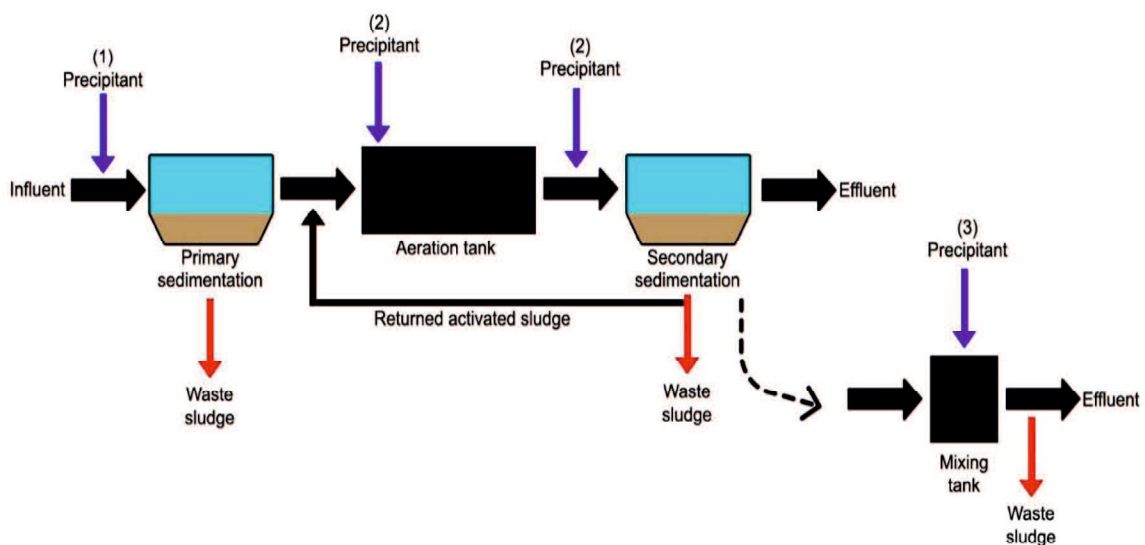 (1)
Precipitant
(2)
Precipitant
(2)
Precipitant
Influent
Effluent
Primary
sedimentation
Aeration tank
Secondary
sedimentation
(3)
Precipitant
Returned activated sludge
Waste
sludge
Waste
sludge
Effluent
Mixing
tank
Waste
sludge